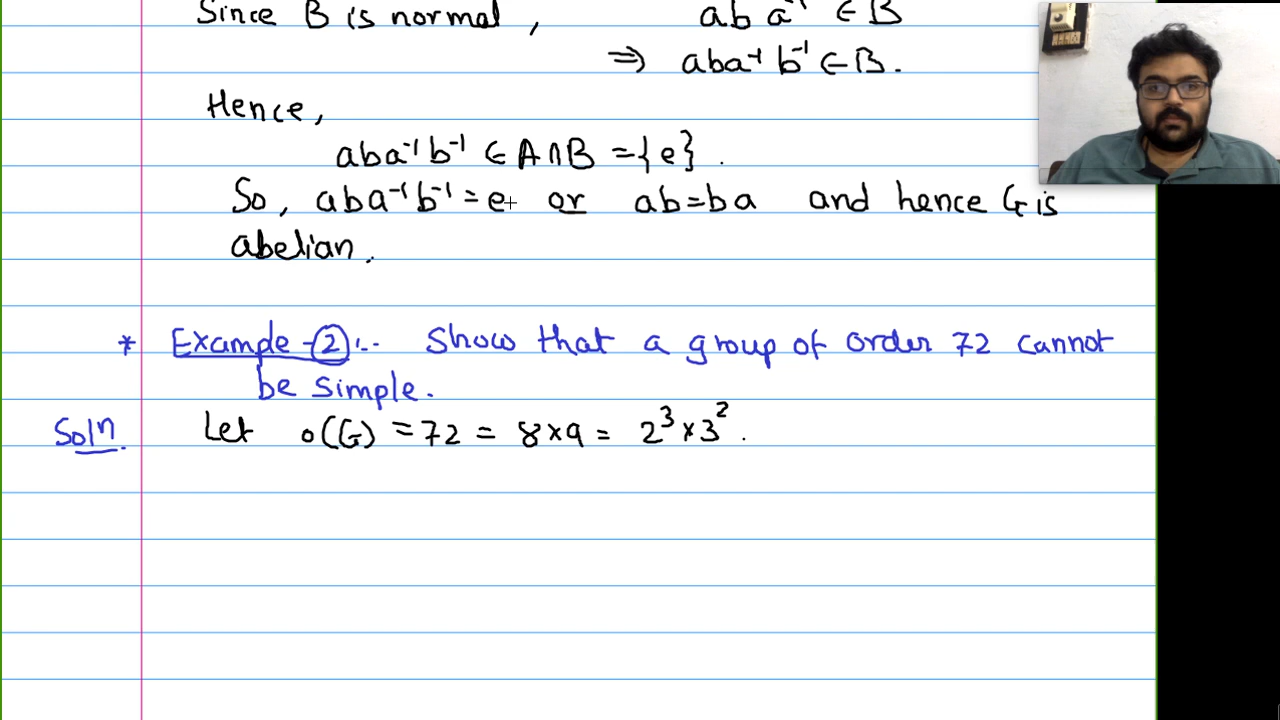 Since B is normal, aba⁻¹ ∈ B
⇒ aba⁻¹b⁻¹ ∈ B.
Hence,
aba⁻¹b⁻¹ ∈ A∩B = {e}.
So, aba⁻¹b⁻¹ = e or ab=ba and hence G is
abelian.
* Example-② :- Show that a group of order 72 cannot
be simple.
Soln Let o(G) = 72 = 8×9 = 2³×3².